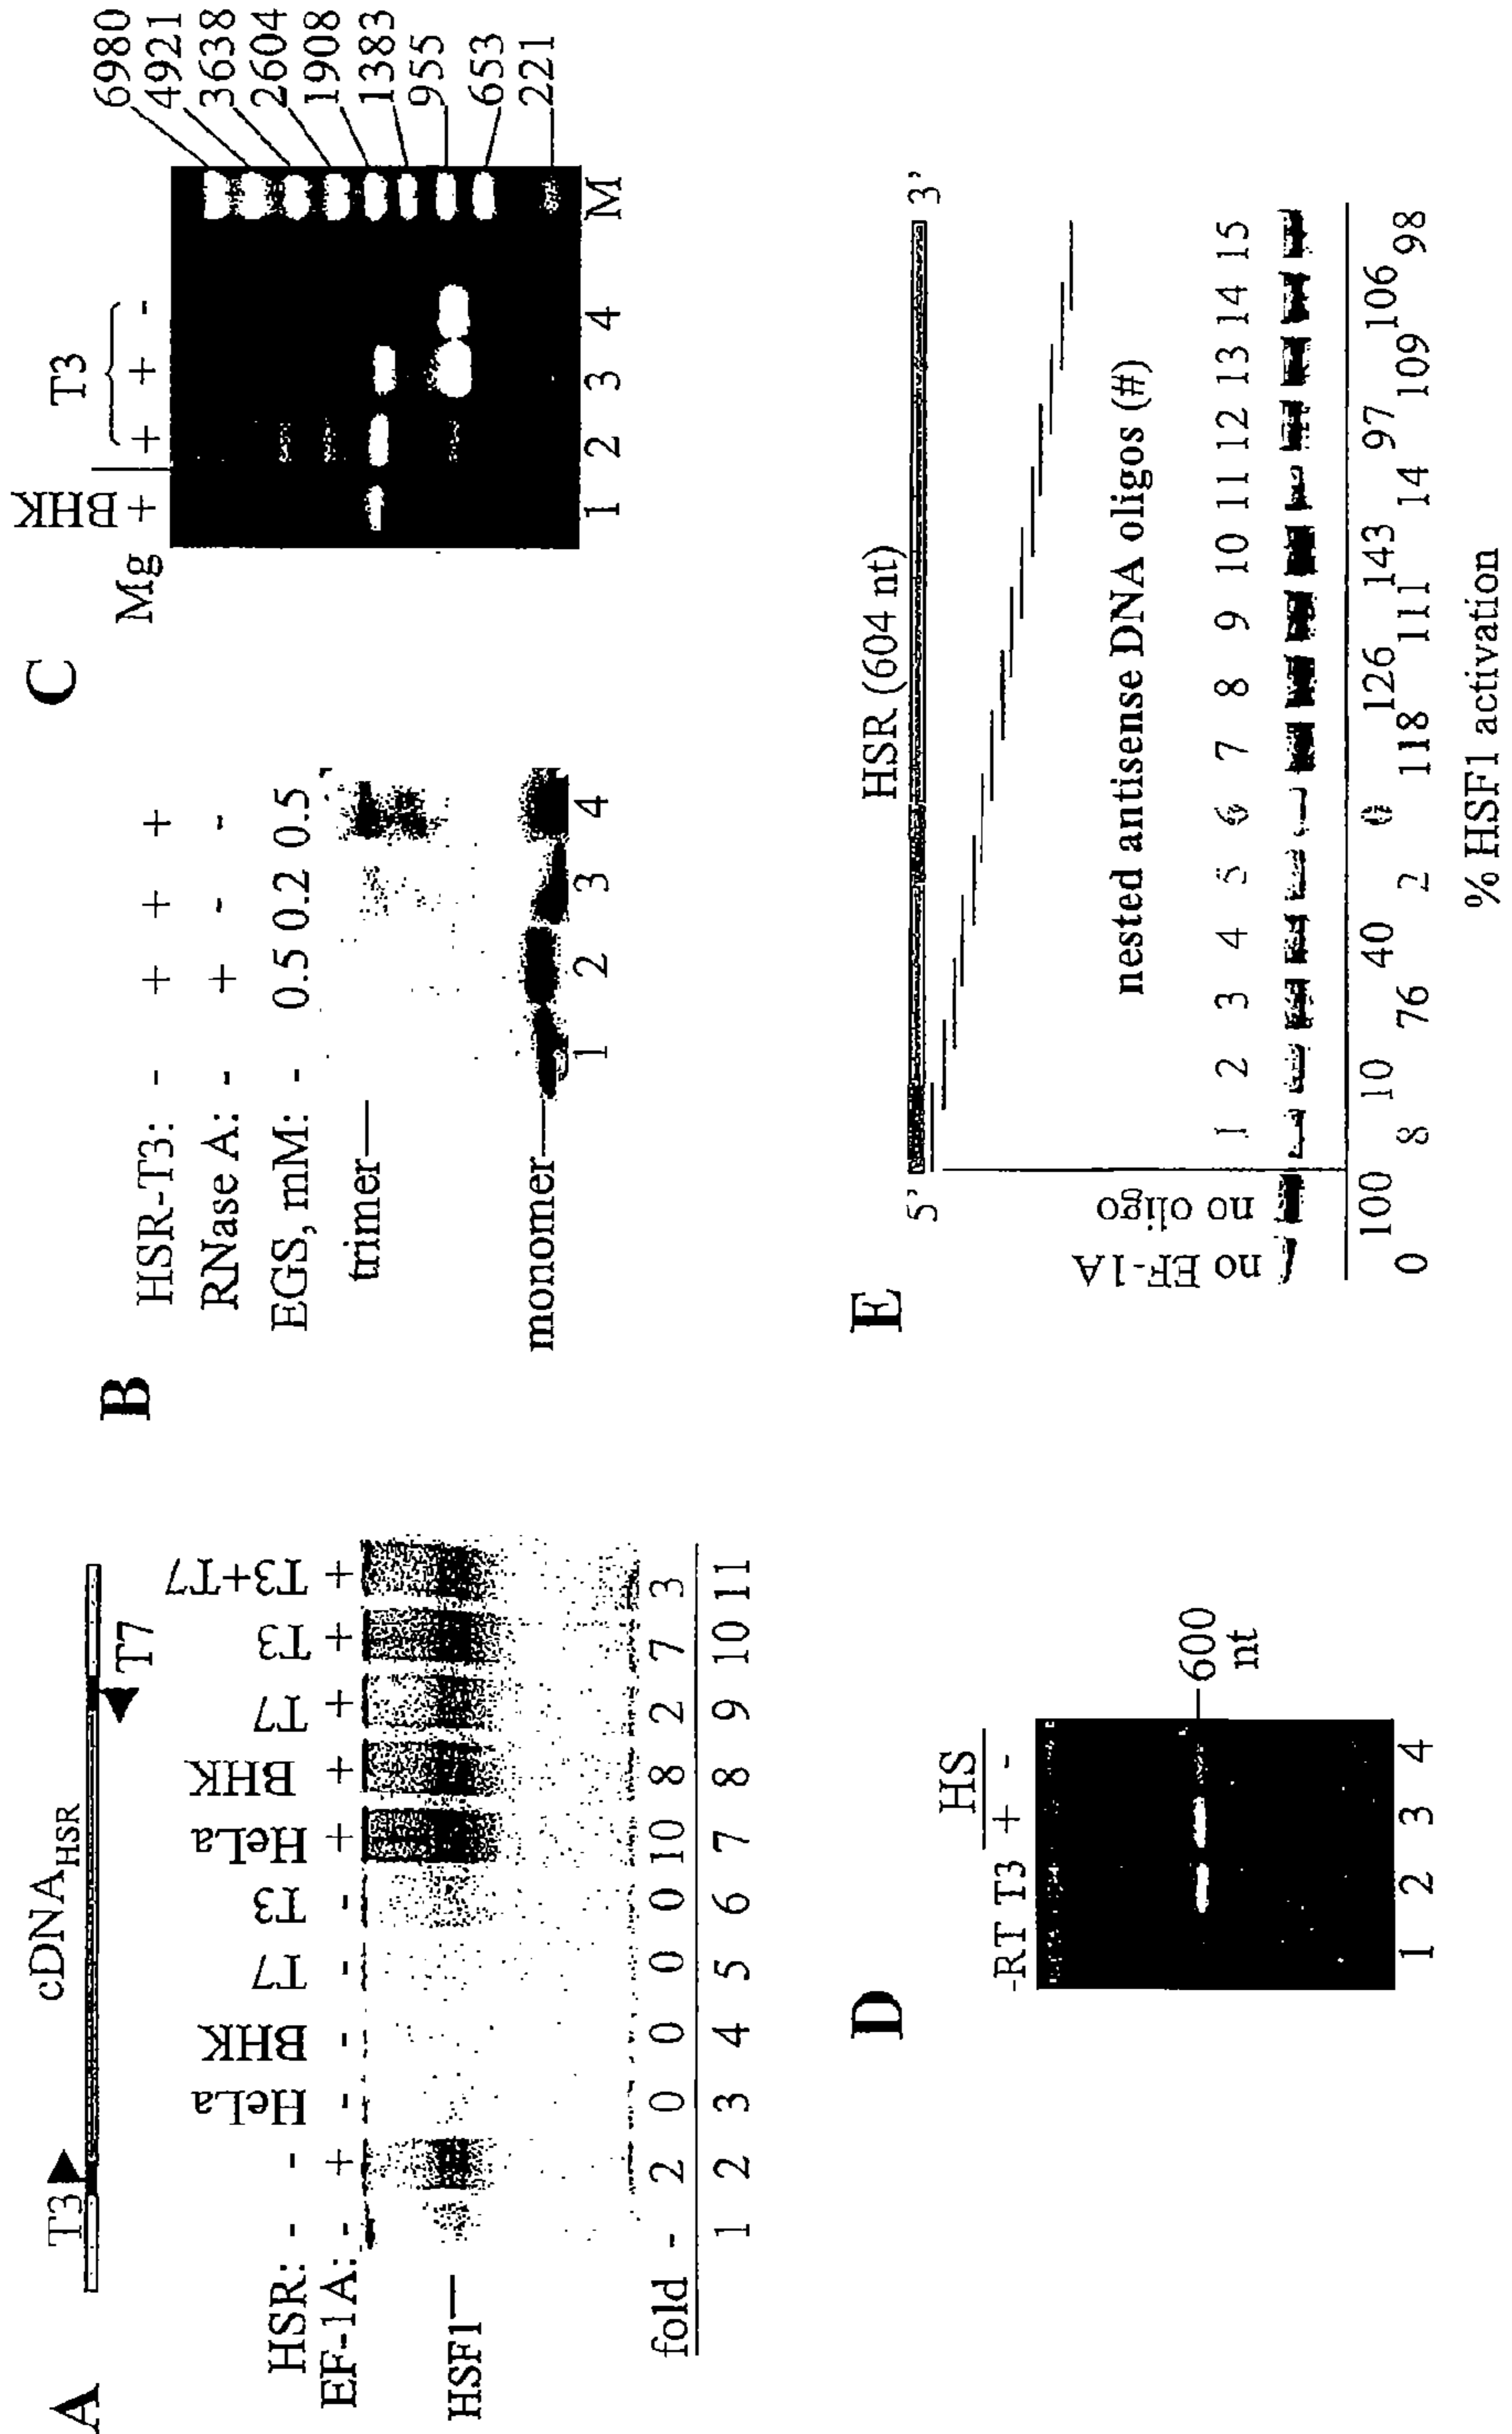 A
T3
cDNAHSR
T7
HSR: - - HeLa BHK T7 T3 HeLa BHK T7 T3 T3+T7
EF-1A: - + - - - - + + + + +
HSF1
fold - 2 0 0 0 0 10 8 2 7 3
1 2 3 4 5 6 7 8 9 10 11
B
HSR-T3: - + + +
RNase A: - + - -
EGS, mM: - 0.5 0.2 0.5
trimer
monomer
1 2 3 4
C
BHK T3
Mg + + + -
6980
4921
3638
2604
1908
1383
955
653
221
1 2 3 4 M
D
HS
-RT T3 + -
600
nt
1 2 3 4
E
HSR (604 nt)
5' 3'
nested antisense DNA oligos (#)
no EF-1A no oligo 1 2 3 4 5 6 7 8 9 10 11 12 13 14 15
0 100 8 10 76 40 2 0 118 126 111 143 14 97 109 106 98
% HSF1 activation